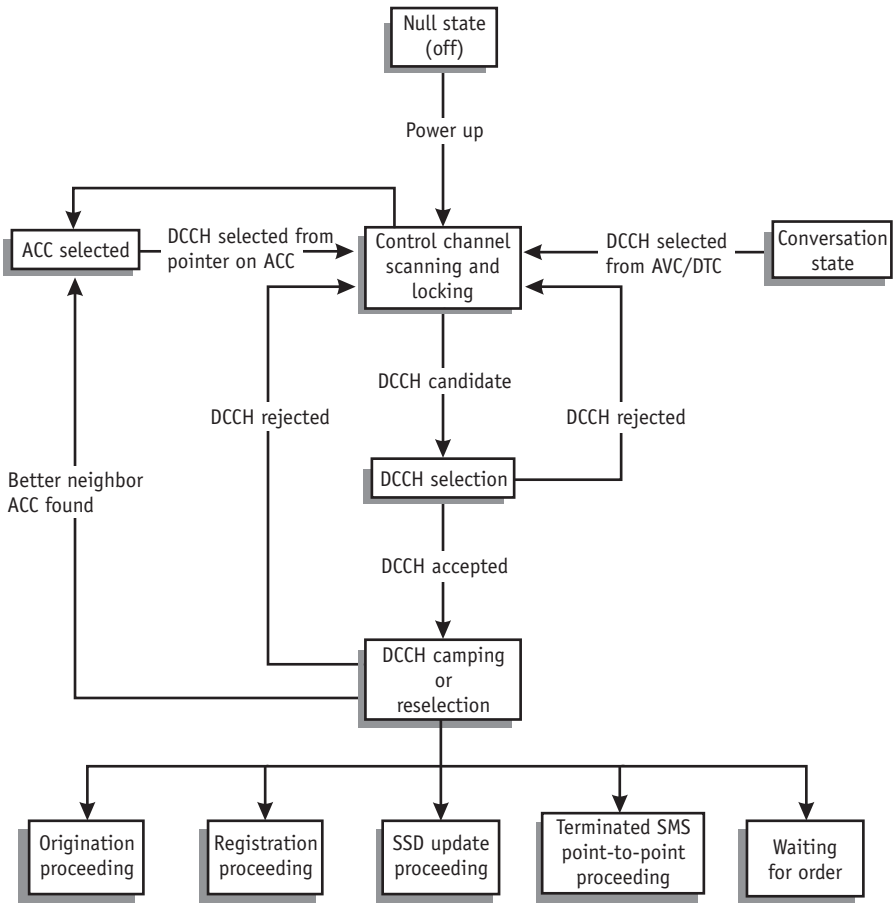 Null state
(off)
Power up
ACC selected
DCCH selected from
pointer on ACC
Control channel
scanning and
locking
DCCH selected
from AVC/DTC
Conversation
state
DCCH candidate
DCCH rejected
DCCH rejected
Better neighbor
ACC found
DCCH selection
DCCH accepted
DCCH camping
or
reselection
Origination
proceeding
Registration
proceeding
SSD update
proceeding
Terminated SMS
point-to-point
proceeding
Waiting
for order